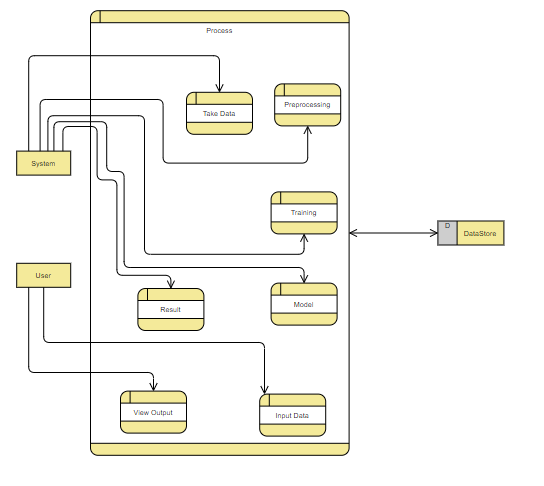 Process
Take Data
Preprocessing
System
Training
D
DataStore
User
Result
Model
View Output
Input Data